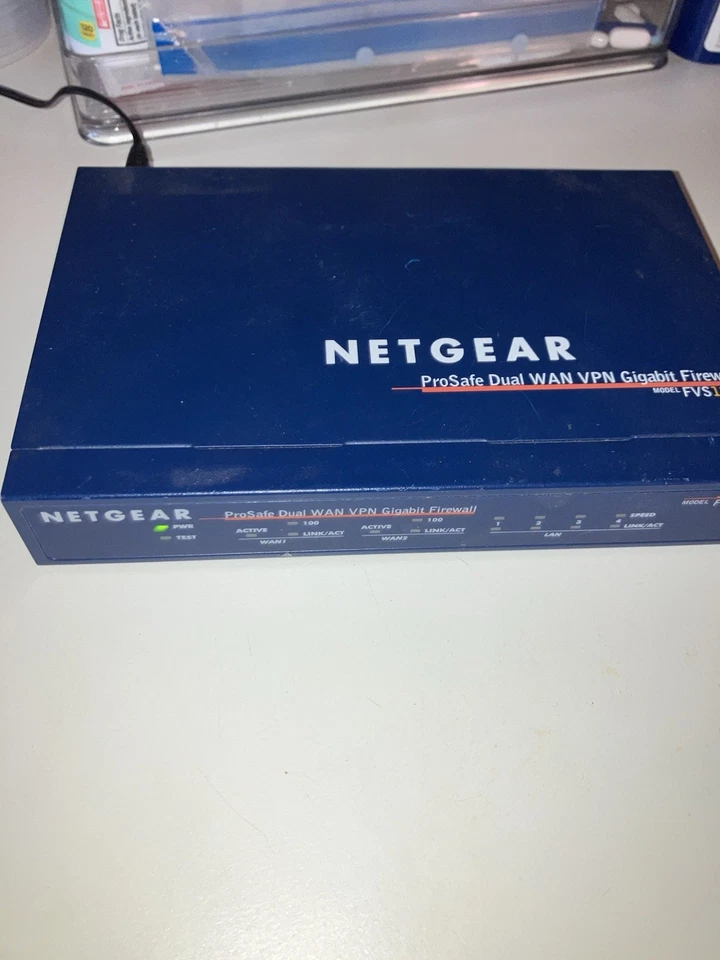 120
NETGEAR
ProSafe Dual WAN VPN Gigabit Firew
MODEL FVS1
NETGEAR ProSafe Dual WAN VPN Gigabit Firewall MODEL F
PWR 100 100 SPEED
ACTIVE ACTIVE 1 2 3 4
TEST LINK/ACT LINK/ACT LINK/ACT
WAN1 WAN2 LAN